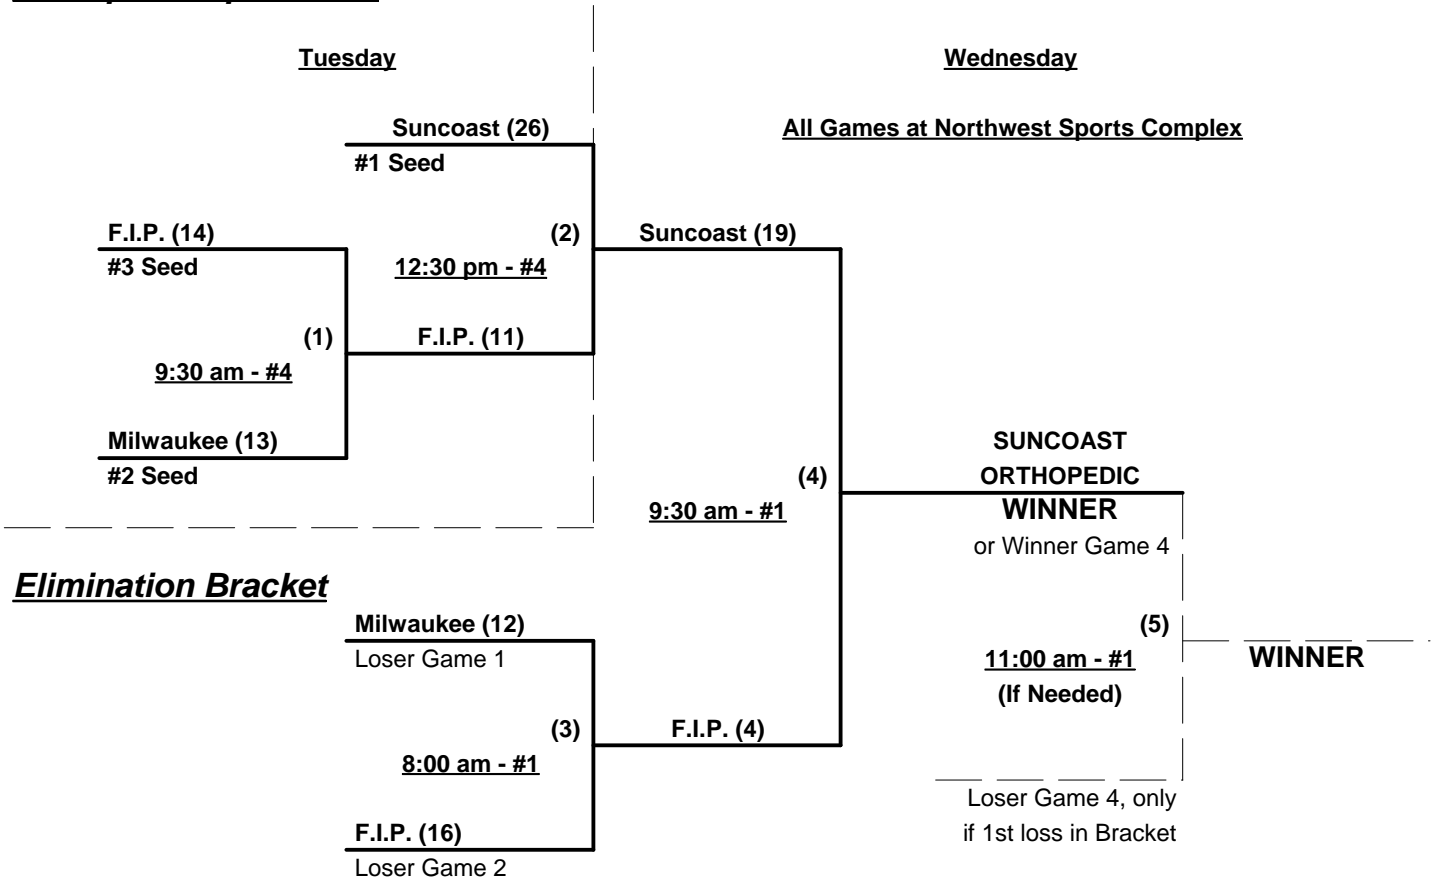 Tuesday
Wednesday
Suncoast (26)
All Games at Northwest Sports Complex
#1 Seed
F.I.P. (14)
(2)
Suncoast (19)
#3 Seed
12:30 pm - #4
(1)
F.I.P. (11)
9:30 am - #4
Milwaukee (13)
SUNCOAST
#2 Seed
(4)
ORTHOPEDIC
9:30 am - #1
WINNER
or Winner Game 4
Elimination Bracket
Milwaukee (12)
(5)
Loser Game 1
11:00 am - #1
WINNER
(If Needed)
(3)
F.I.P. (4)
8:00 am - #1
Loser Game 4, only
F.I.P. (16)
if 1st loss in Bracket
Loser Game 2